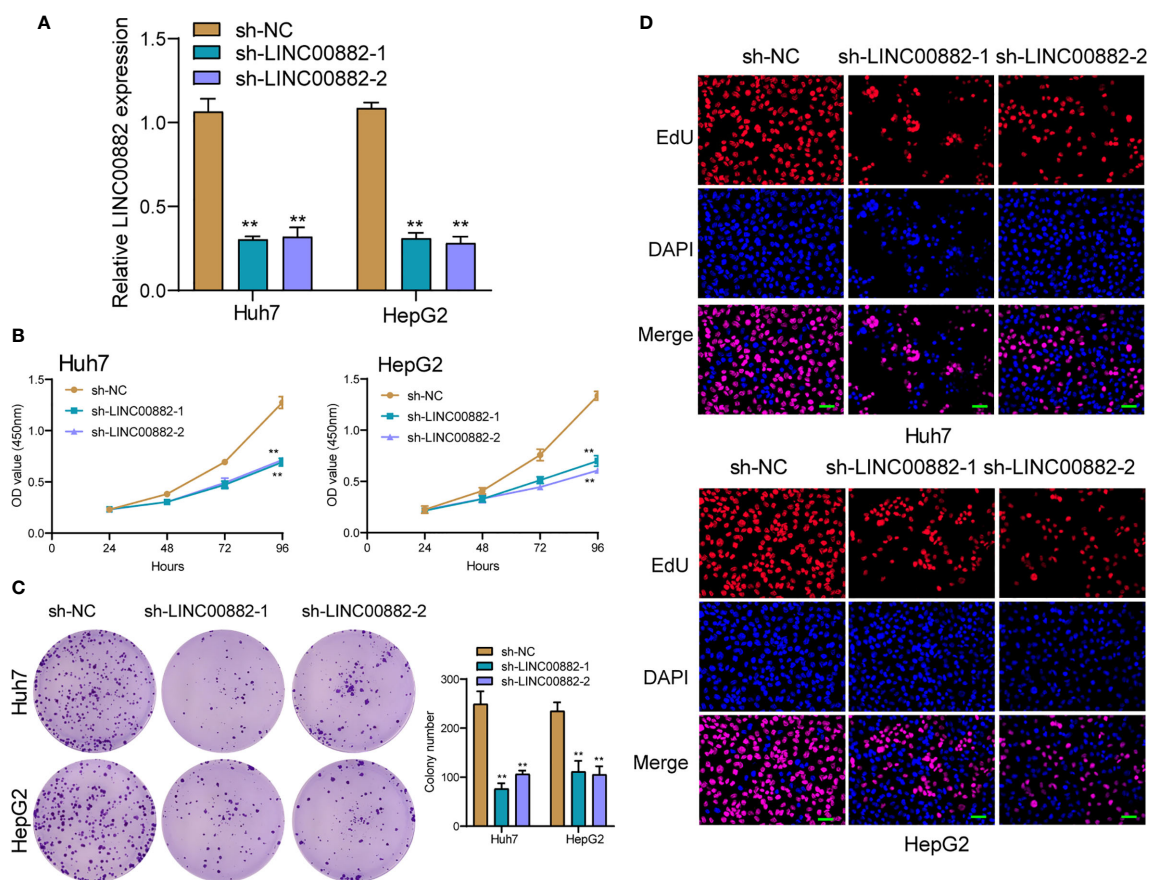 A
sh-NC
sh-LINC00882-1
sh-LINC00882-2
Relative LINC00882 expression
1.5
1.0
0.5
0.0
** ** ** **
Huh7 HepG2
B
Huh7
sh-NC
sh-LINC00882-1
sh-LINC00882-2
OD value (450nm)
1.5
1.0
0.5
0.0
**
**
0 24 48 72 96
Hours
HepG2
sh-NC
sh-LINC00882-1
sh-LINC00882-2
OD value (450nm)
1.5
1.0
0.5
0.0
**
**
0 24 48 72 96
Hours
C
sh-NC sh-LINC00882-1 sh-LINC00882-2
Huh7
HepG2
sh-NC
sh-LINC00882-1
sh-LINC00882-2
Colony number
300
200
100
0
** ** ** **
Huh7 HepG2
D
sh-NC sh-LINC00882-1 sh-LINC00882-2
EdU
DAPI
Merge
Huh7
sh-NC sh-LINC00882-1 sh-LINC00882-2
EdU
DAPI
Merge
HepG2